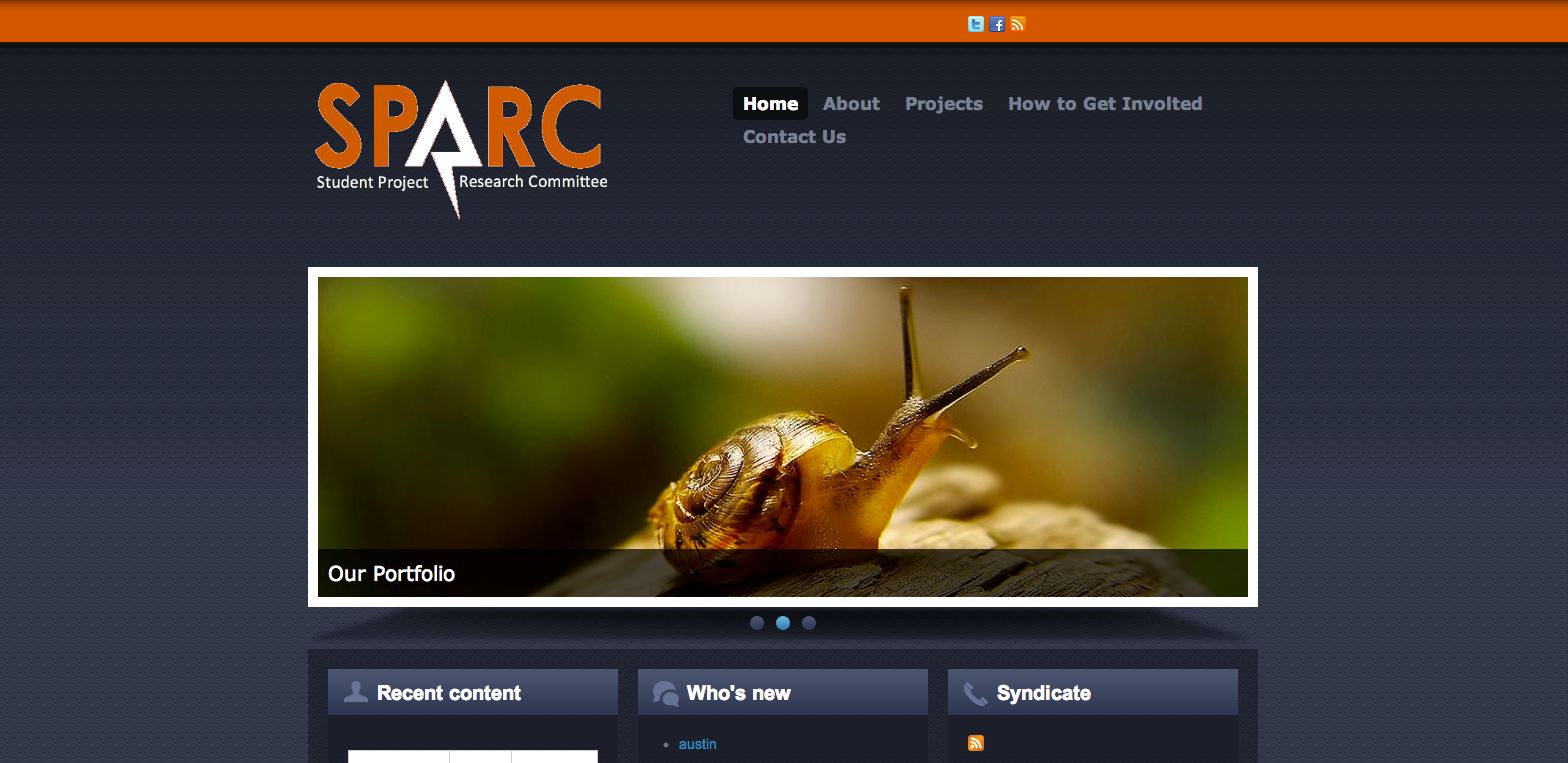 SPARC
Student Project Research Committee
Home About Projects How to Get Involted
Contact Us
Our Portfolio
Recent content
Who's new
Syndicate
austin